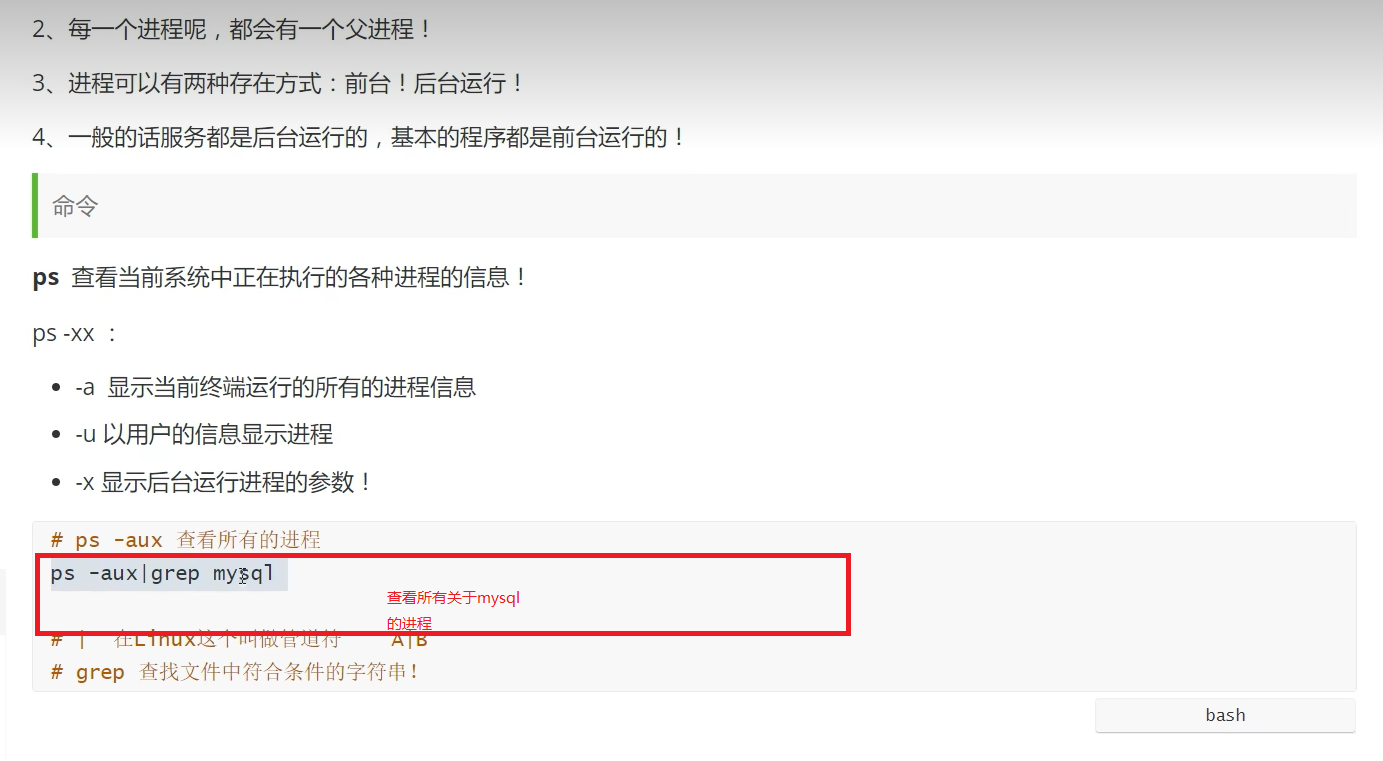 2、每一个进程呢，都会有一个父进程！
3、进程可以有两种存在方式：前台！后台运行！
4、一般的话服务都是后台运行的，基本的程序都是前台运行的！
命令
ps 查看当前系统中正在执行的各种进程的信息！
ps -xx ：
-a 显示当前终端运行的所有的进程信息
-u 以用户的信息显示进程
-x 显示后台运行进程的参数！
# ps -aux 查看所有的进程
ps -aux|grep mysql
查看所有关于mysql
的进程
# | 在Linux这个叫做管道符 A|B
# grep 查找文件中符合条件的字符串！
bash